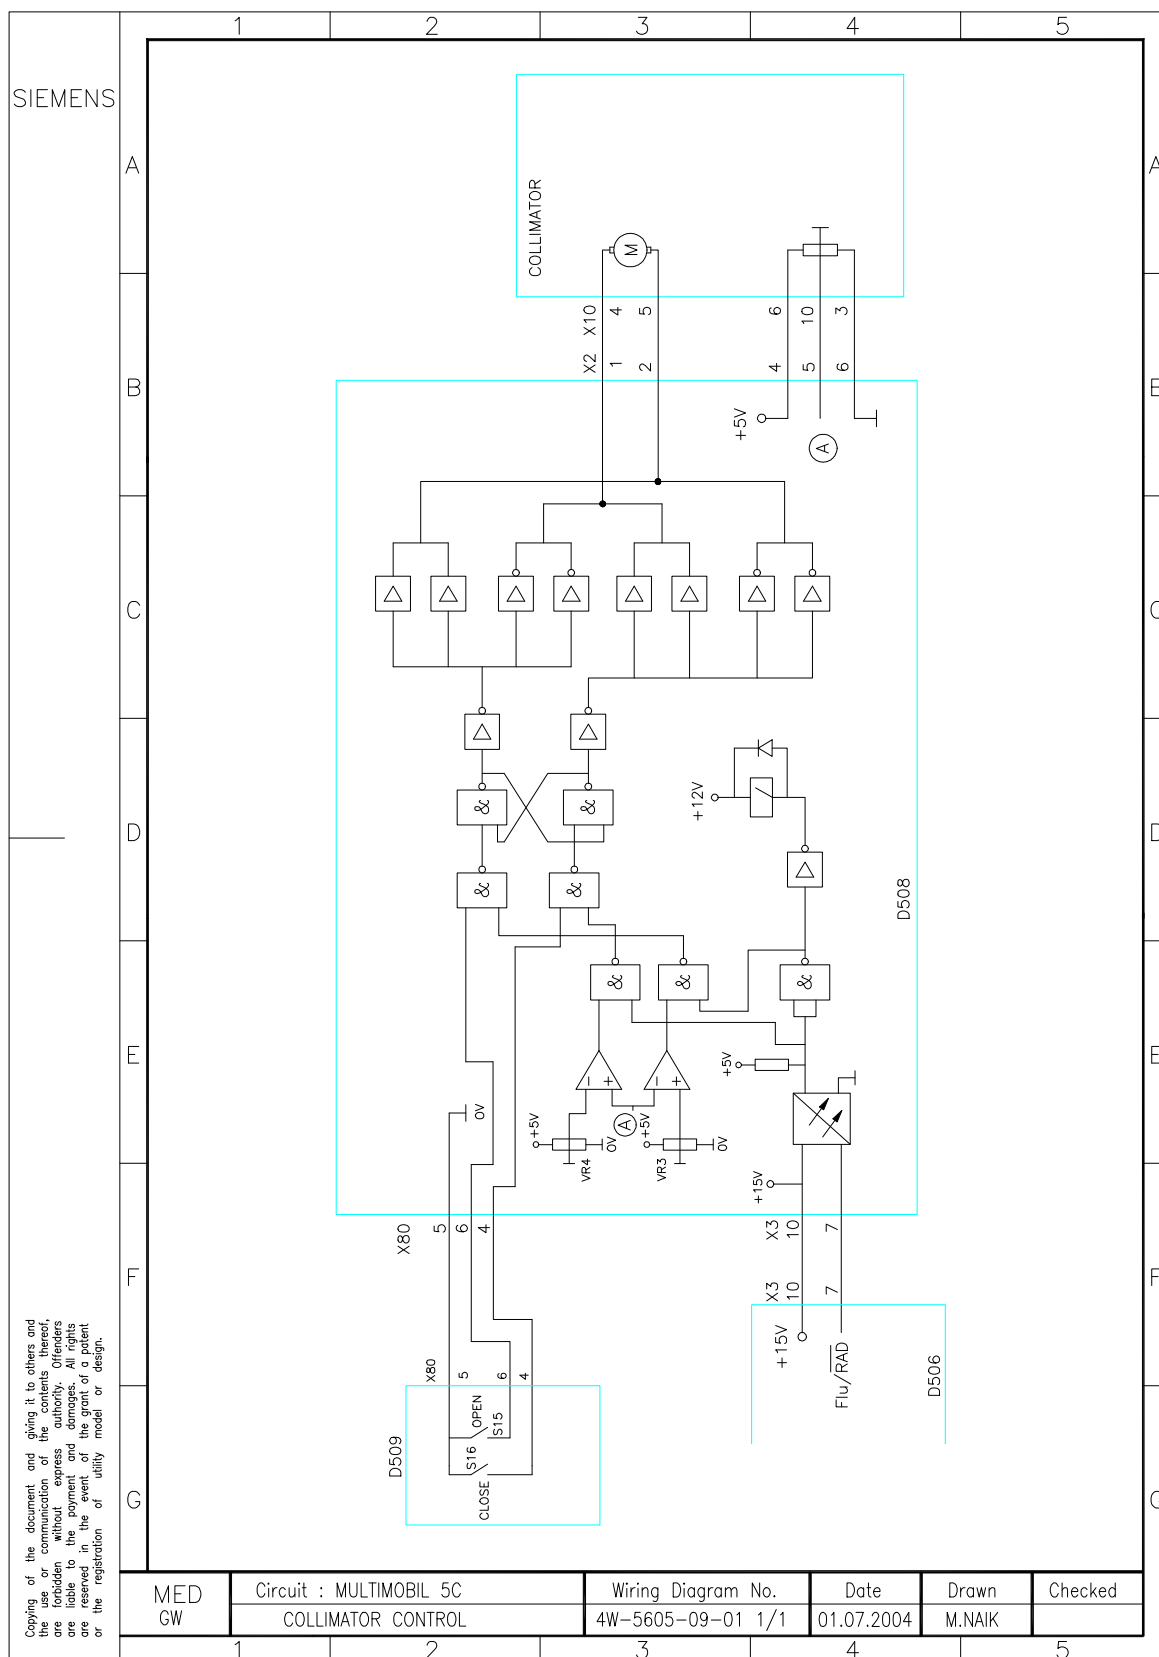 1 2 3 4 5
SIEMENS
A A
COLLIMATOR
M
X10 4 5 6 10 3
X2 1 2 4 5 6
B B
+5V
A
C C
&
&
+12V
D D
&
&
D508
&
&
&
E E
- +
- +
+5V
0V
+5V
A
+5V
VR4
0V
VR3
0V
+15V
X80 5 6 4
X3 10 7
F F
X3 10 7
+15V
Flu/RAD
D506
X80 5 6 4
D509
OPEN
S15
S16
CLOSE
G G
Copying of the document and giving it to others and
the use or communication of the contents thereof,
are forbidden without express authority. Offenders
are liable to the payment and damages. All rights
are reserved in the event of the grant of a patent
or the registration of utility model or design.
MED
GW
Circuit : MULTIMOBIL 5C
COLLIMATOR CONTROL
Wiring Diagram No.
4W-5605-09-01 1/1
Date
01.07.2004
Drawn
M.NAIK
Checked
1 2 3 4 5